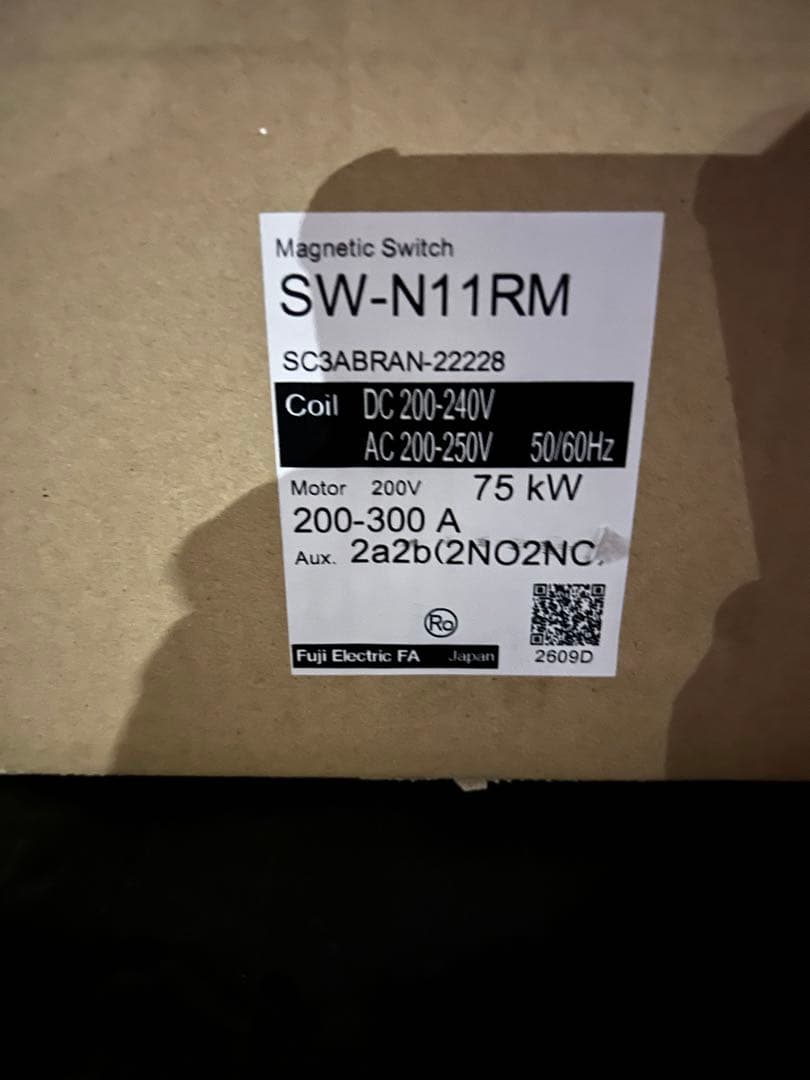 Magnetic Switch
SW-N11RM
SC3ABRAN-22228
Coil DC 200-240V
AC 200-250V 50/60Hz
Motor 200V 75 kW
200-300 A
Aux. 2a2b(2NO2NC
Ro
Fuji Electric FA Japan
2609D